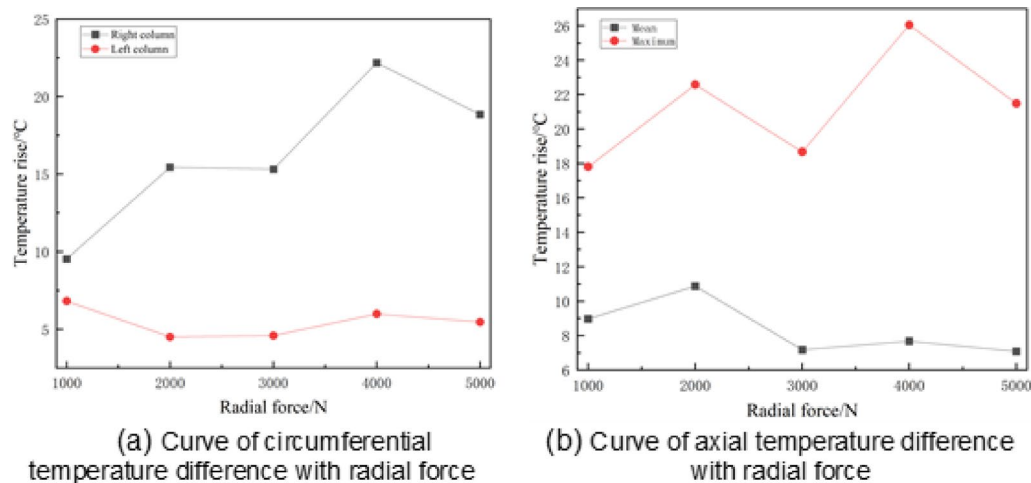 25
20
15
10
5
Temperature rise/°C
Right column
Left column
1000 2000 3000 4000 5000
Radial force/N
(a) Curve of circumferential
temperature difference with radial force
26
24
22
20
18
16
14
12
10
8
6
Temperature rise/°C
Mean
Maximum
1000 2000 3000 4000 5000
Radial force/N
(b) Curve of axial temperature difference
with radial force